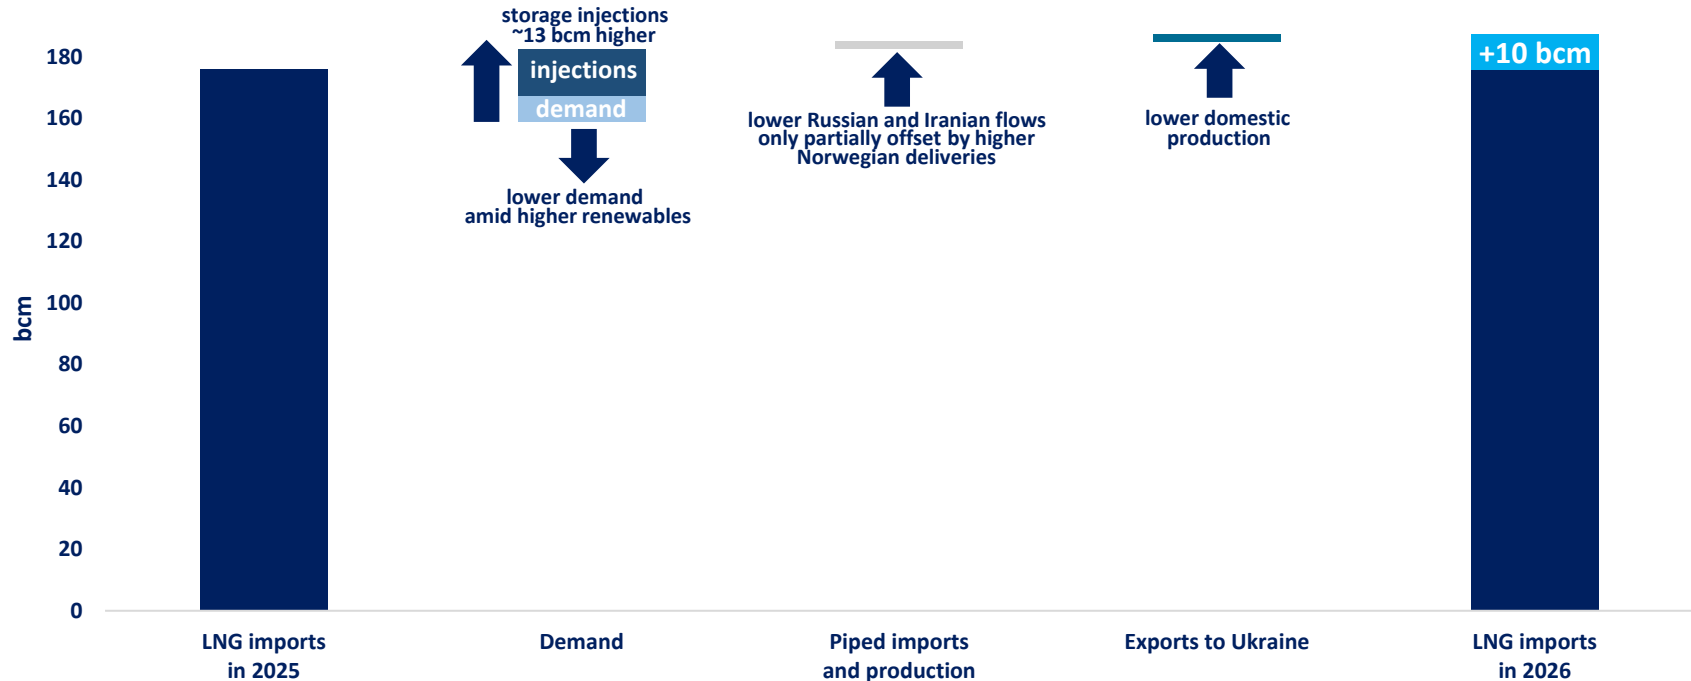 storage injections
~13 bcm higher
injections
demand
lower demand
amid higher renewables
lower Russian and Iranian flows
only partially offset by higher
Norwegian deliveries
lower domestic
production
+10 bcm
bcm
180
160
140
120
100
80
60
40
20
0
LNG imports
in 2025
Demand
Piped imports
and production
Exports to Ukraine
LNG imports
in 2026